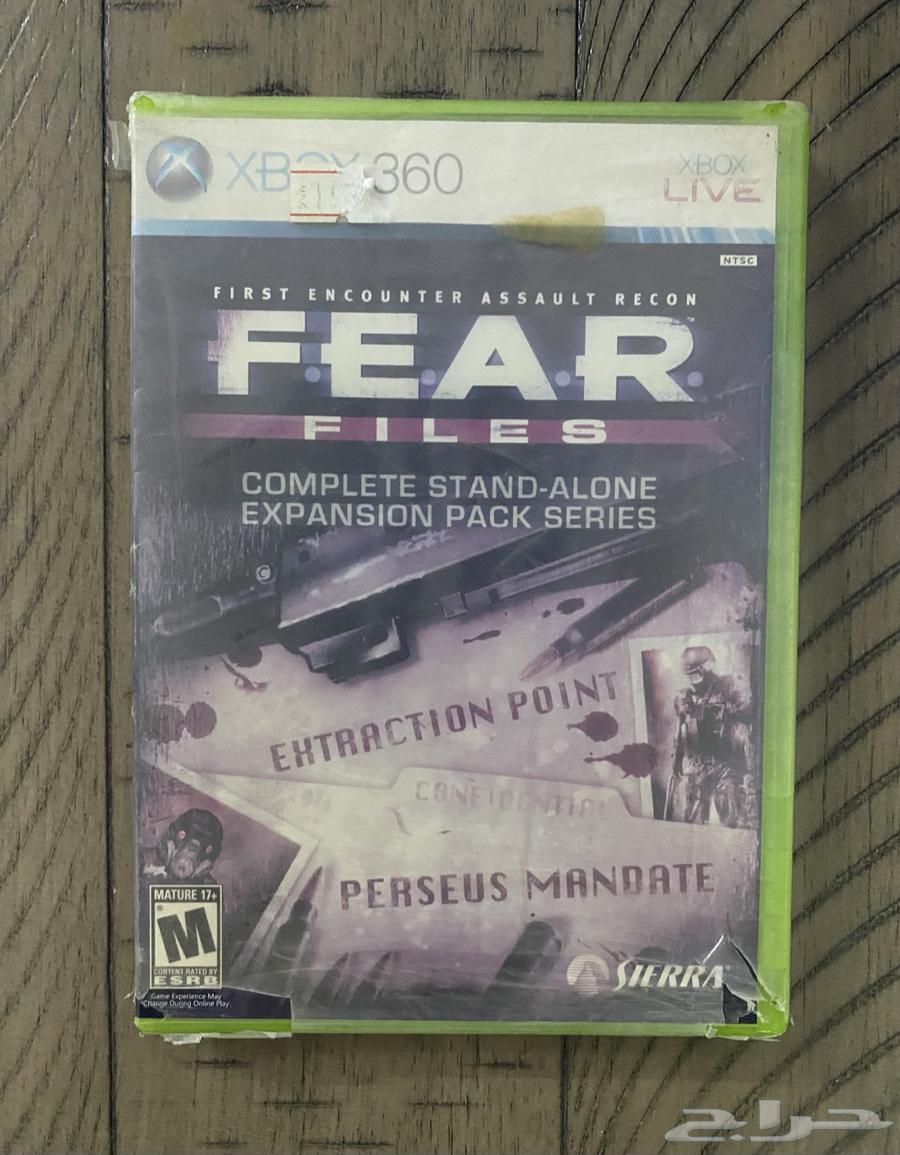 XBOX 360
XBOX
LIVE
NTSC
FIRST ENCOUNTER ASSAULT RECON
F.E.A.R.
™
FILES
COMPLETE STAND-ALONE
EXPANSION PACK SERIES
EXTRACTION POINT
CONFIDENTIAL
PERSEUS MANDATE
MATURE 17+
M
®
CONTENT RATED BY
ESRB
SIERRA
Game Experience May
Change During Online Play
حراج